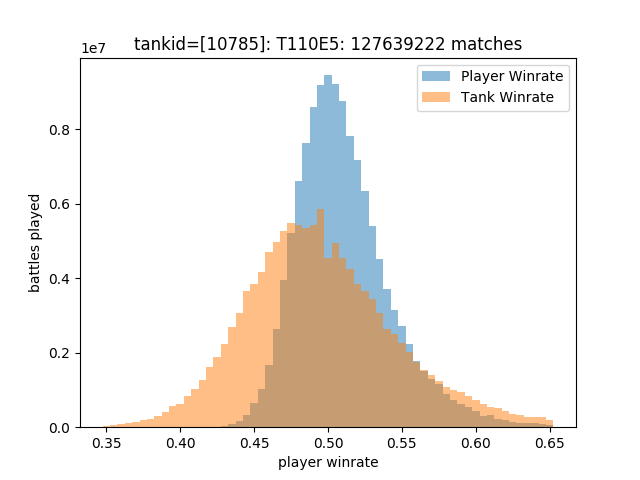 tankid=[10785]: T110E5: 127639222 matches
1e7
Player Winrate
Tank Winrate
0.8
0.6
0.4
0.2
0.0
battles played
0.35 0.40 0.45 0.50 0.55 0.60 0.65
player winrate